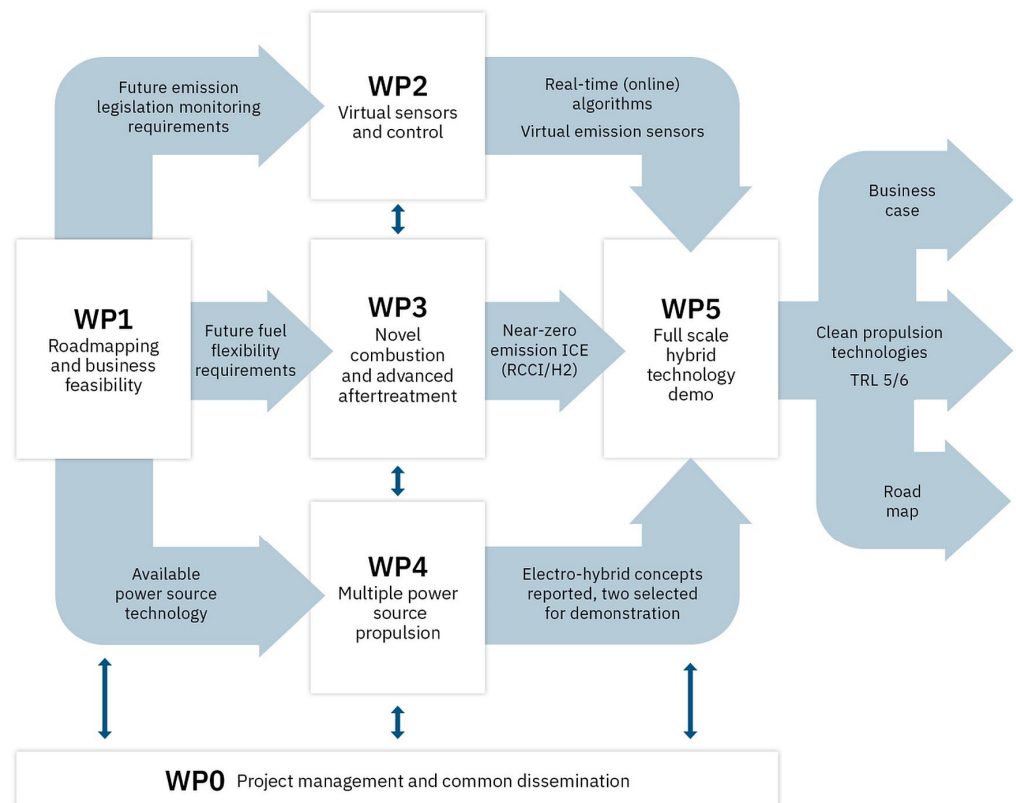 Future emission
legislation monitoring
requirements
WP2
Virtual sensors
and control
Real-time (online)
algorithms
Virtual emission sensors
Business
case
WP1
Roadmapping
and business
feasibility
Future fuel
flexibility
requirements
WP3
Novel
combustion
and advanced
aftertreatment
Near-zero
emission ICE
(RCCI/H2)
WP5
Full scale
hybrid
technology
demo
Clean propulsion
technologies
TRL 5/6
Road
map
Available
power source
technology
WP4
Multiple power
source
propulsion
Electro-hybrid concepts
reported, two selected
for demonstration
WP0 Project management and common dissemination